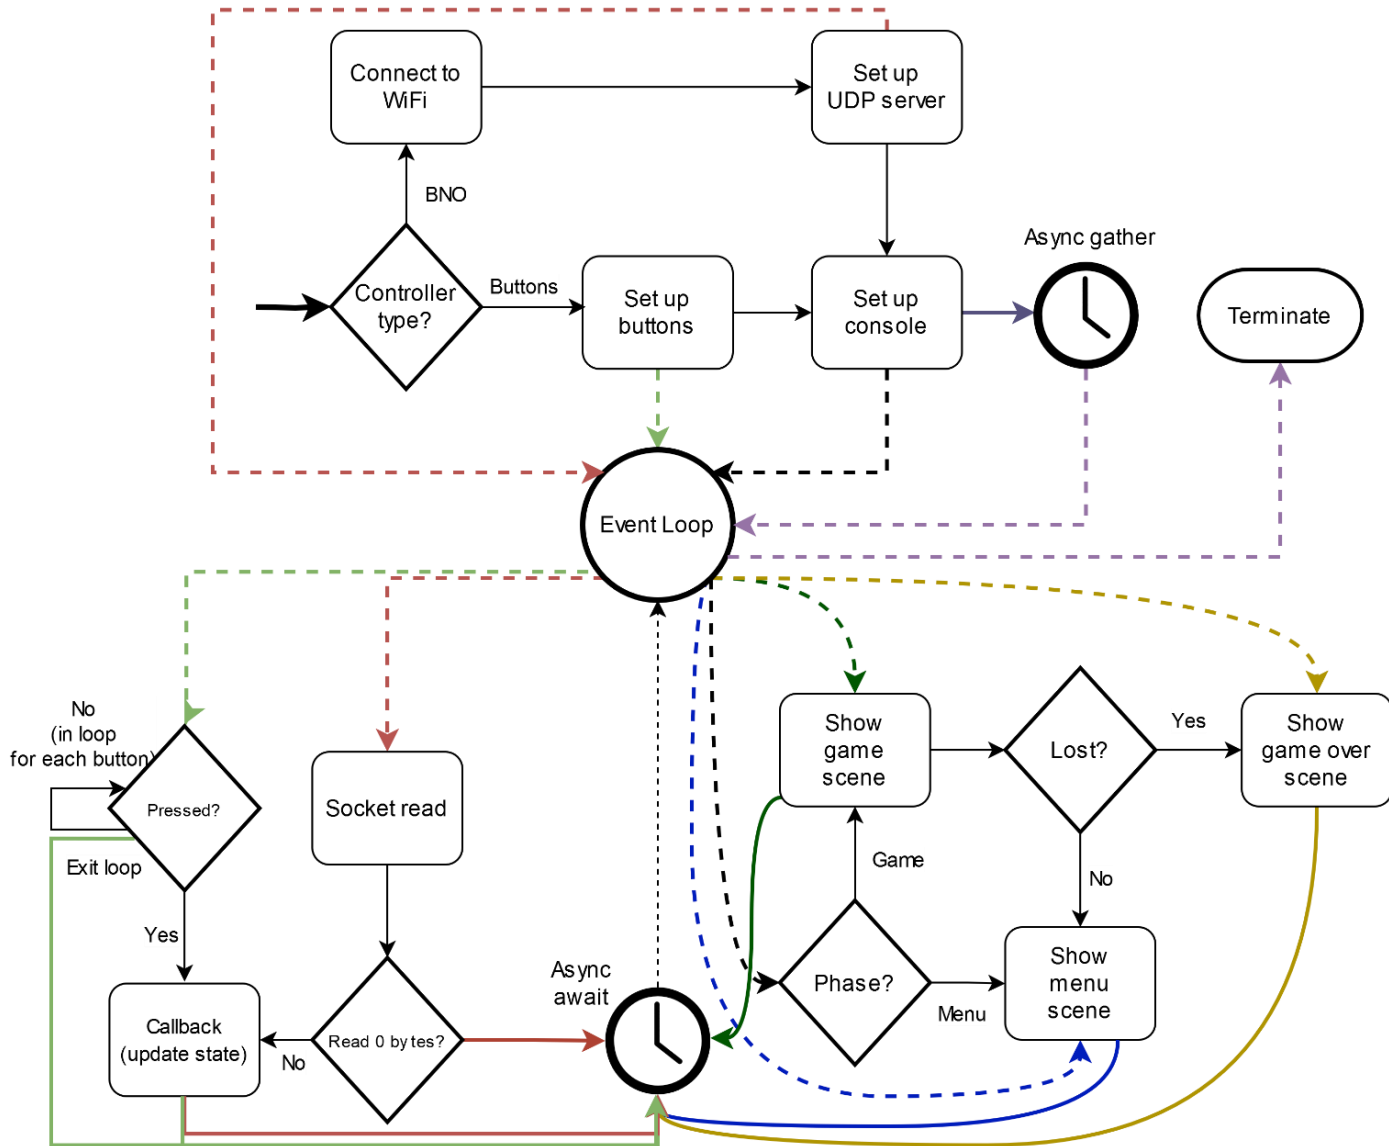 Connect to
WiFi
Set up
UDP server
BNO
Async gather
Controller
type?
Buttons
Set up
buttons
Set up
console
Terminate
Event Loop
No
(in loop
for each button)
Pressed?
Exit loop
Yes
Callback
(update state)
Socket read
No
Read 0 bytes?
Async
await
Show
game
scene
Lost?
Yes
Show
game over
scene
Game
No
Phase?
Menu
Show
menu
scene